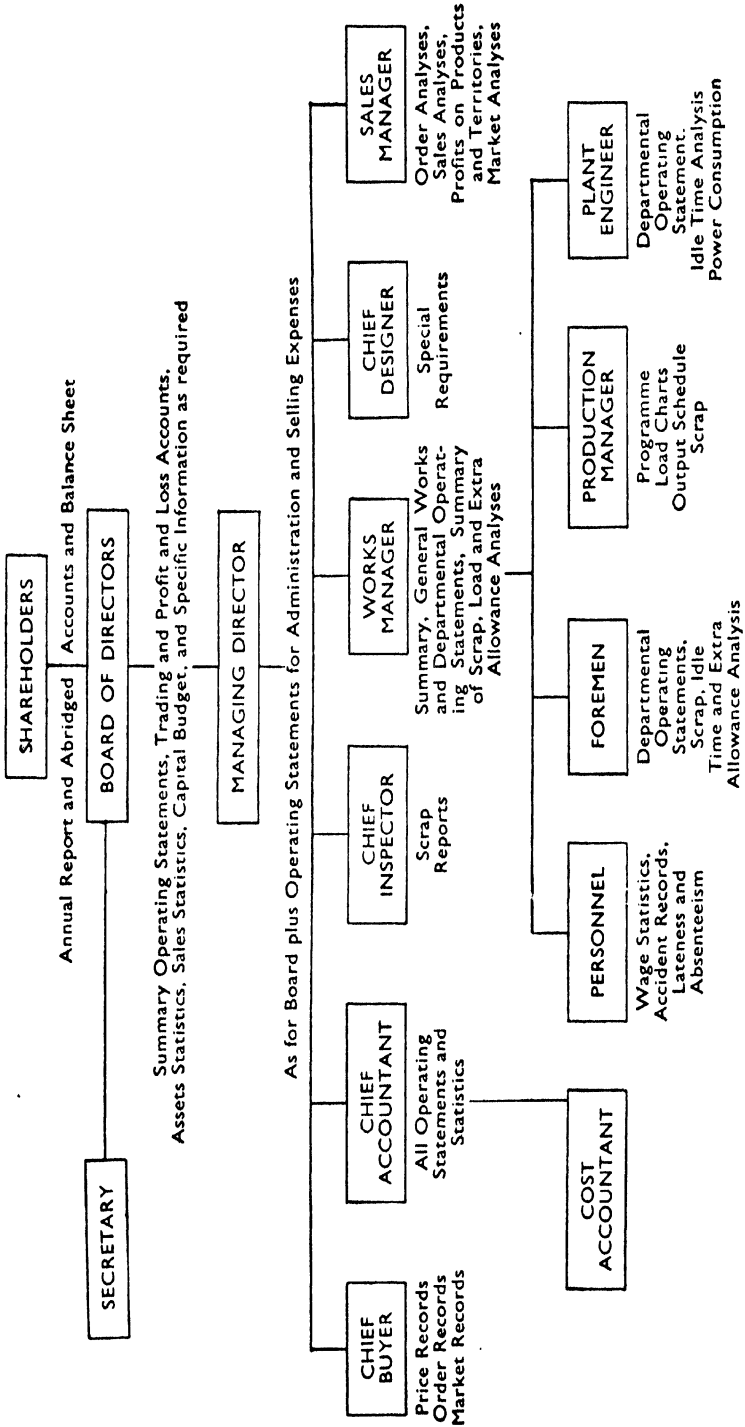 SHAREHOLDERS
Annual Report and Abridged Accounts and Balance Sheet
SECRETARY
BOARD OF DIRECTORS
Summary Operating Statements, Trading and Profit and Loss Accounts,
Assets Statistics, Sales Statistics, Capital Budget, and Specific Information as required
MANAGING DIRECTOR
As for Board plus Operating Statements for Administration and Selling Expenses
CHIEF
BUYER
Price Records
Order Records
Market Records
CHIEF
ACCOUNTANT
All Operating
Statements and
Statistics
CHIEF
INSPECTOR
Scrap
Reports
WORKS
MANAGER
Summary, General Works
and Departmental Operat-
ing Statements, Summary
of Scrap, Load and Extra
Allowance Analyses
CHIEF
DESIGNER
Special
Requirements
SALES
MANAGER
Order Analyses,
Sales Analyses,
Profits on Products
and Territories,
Market Analyses
COST
ACCOUNTANT
PERSONNEL
Wage Statistics,
Accident Records,
Lateness and
Absenteeism
FOREMEN
Departmental
Operating
Statements,
Scrap, Idle
Time and Extra
Allowance Analysis
PRODUCTION
MANAGER
Programme
Load Charts
Output Schedule
Scrap
PLANT
ENGINEER
Departmental
Operating
Statement.
Idle Time Analysis
Power Consumption